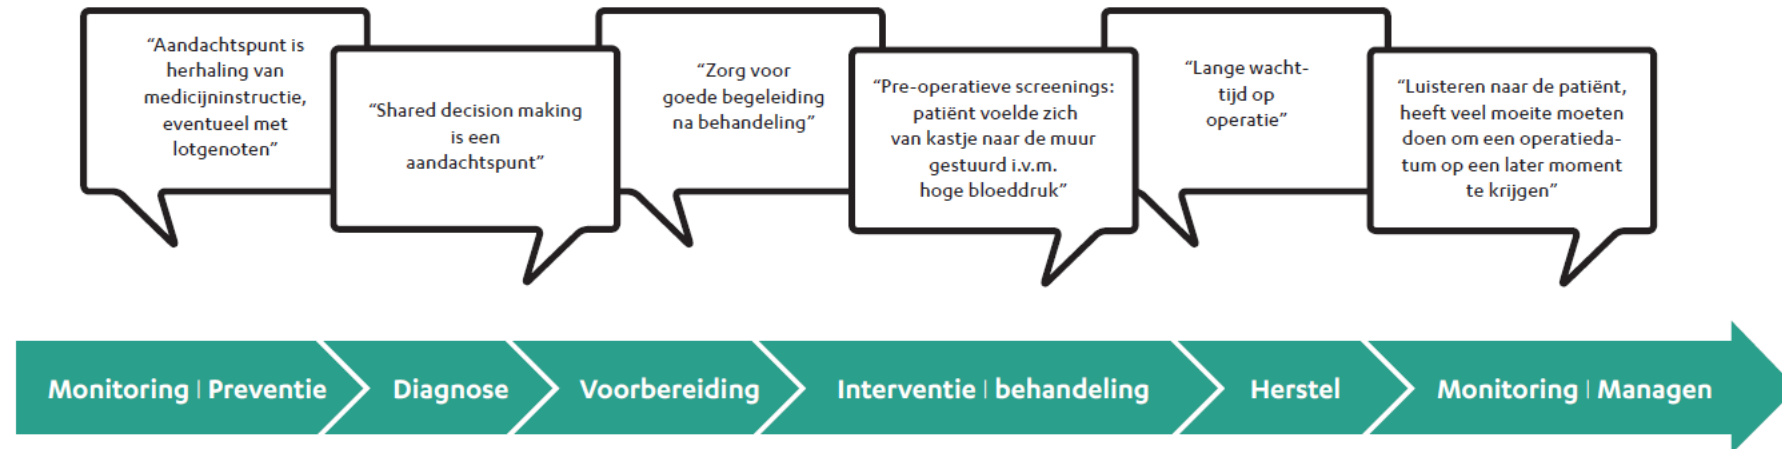 “Aandachtspunt is
herhaling van
medicijninstructie,
eventueel met
lotgenoten”
“Shared decision making
is een
aandachtspunt”
“Zorg voor
goede begeleiding
na behandeling”
“Pre-operatieve screenings:
patiënt voelde zich
van kastje naar de muur
gestuurd i.v.m.
hoge bloeddruk”
“Lange wacht-
tijd op
operatie”
“Luisteren naar de patiënt,
heeft veel moeite moeten
doen om een operatieda-
tum op een later moment
te krijgen”
Monitoring | Preventie
Diagnose
Voorbereiding
Interventie | behandeling
Herstel
Monitoring | Managen